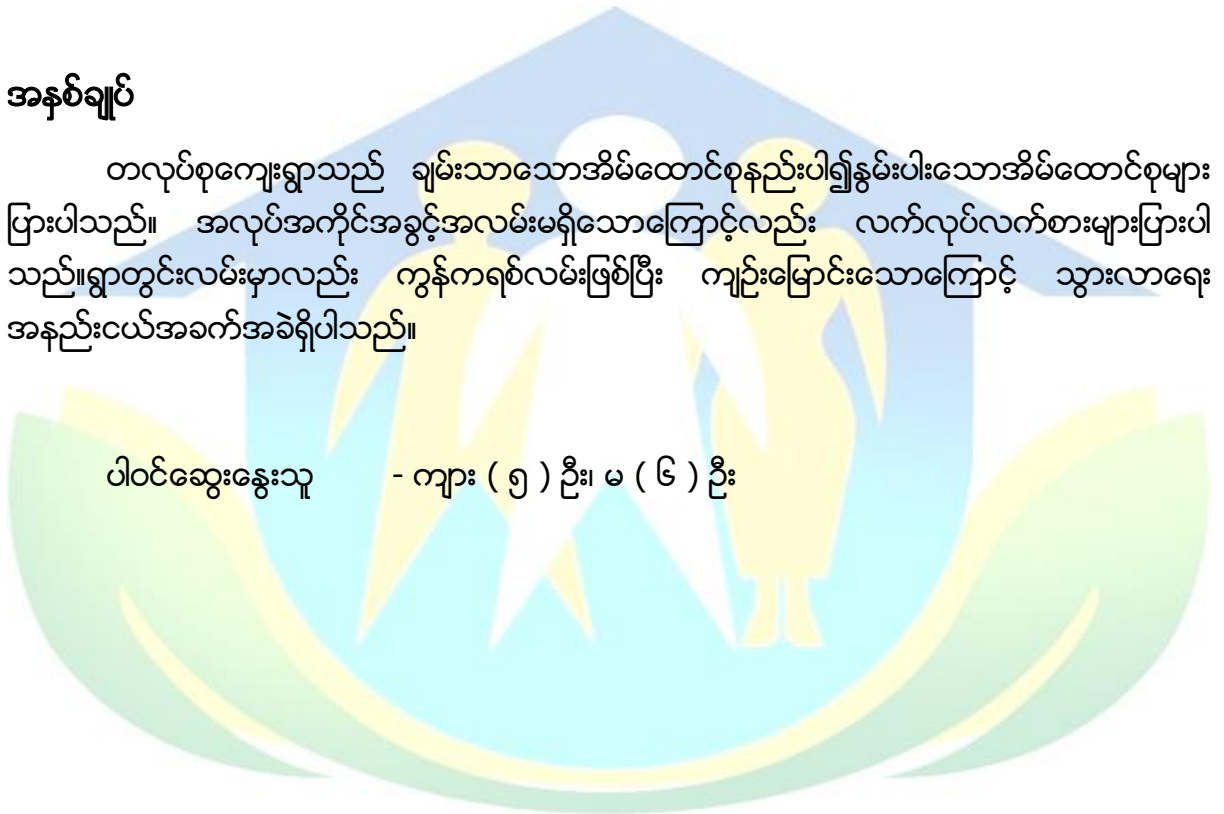 အနှစ်ချုပ်
တလုပ်စုကျေးရွာသည် ချမ်းသာသောအိမ်ထောင်စုနည်းပါ၍နွမ်းပါးသောအိမ်ထောင်စုများ
ပြားပါသည်။ အလုပ်အကိုင်အခွင့်အလမ်းမရှိသောကြောင့်လည်း လက်လုပ်လက်စားများပြားပါ
သည်။ရွာတွင်းလမ်းမှာလည်း ကွန်ကရစ်လမ်းဖြစ်ပြီး ကျဉ်းမြောင်းသောကြောင့် သွားလာရေး
အနည်းငယ်အခက်အခဲရှိပါသည်။
ပါဝင်ဆွေးနွေးသူ - ကျား ( ၅ ) ဦး၊ မ ( ၆ ) ဦး